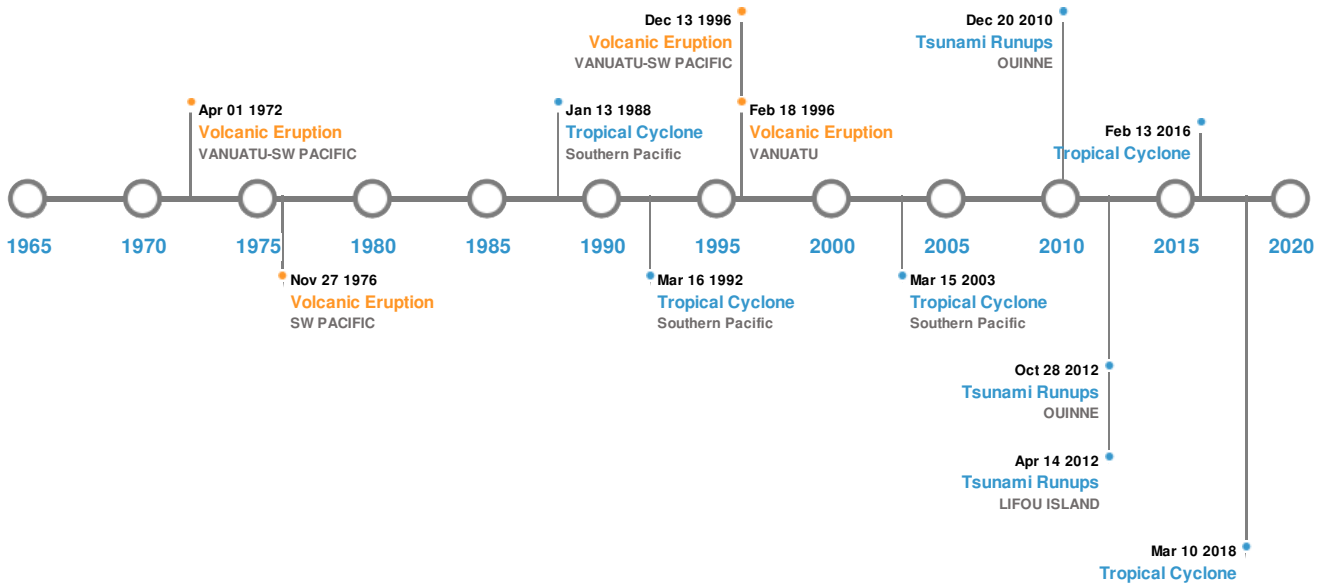 Dec 13 1996
Volcanic Eruption
VANUATU-SW PACIFIC
Dec 20 2010
Tsunami Runups
OUINNE
Apr 01 1972
Volcanic Eruption
VANUATU-SW PACIFIC
Jan 13 1988
Tropical Cyclone
Southern Pacific
Feb 18 1996
Volcanic Eruption
VANUATU
Feb 13 2016
Tropical Cyclone
1965 1970 1975 1980 1985 1990 1995 2000 2005 2010 2015 2020
Nov 27 1976
Volcanic Eruption
SW PACIFIC
Mar 16 1992
Tropical Cyclone
Southern Pacific
Mar 15 2003
Tropical Cyclone
Southern Pacific
Oct 28 2012
Tsunami Runups
OUINNE
Apr 14 2012
Tsunami Runups
LIFOU ISLAND
Mar 10 2018
Tropical Cyclone